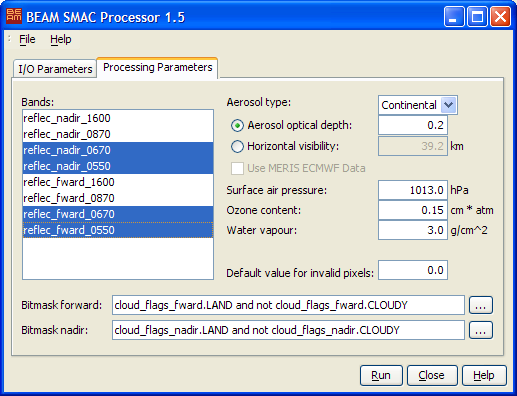 BEAM SMAC Processor 1.5
File Help
I/O Parameters Processing Parameters
Bands:
reflec_nadir_1600
reflec_nadir_0870
reflec_nadir_0670
reflec_nadir_0550
reflec_fward_1600
reflec_fward_0870
reflec_fward_0670
reflec_fward_0550
Aerosol type: Continental
Aerosol optical depth: 0.2
Horizontal visibility: 39.2 km
Use MERIS ECMWF Data
Surface air pressure: 1013.0 hPa
Ozone content: 0.15 cm * atm
Water vapour: 3.0 g/cm^2
Default value for invalid pixels: 0.0
Bitmask forward: cloud_flags_fward.LAND and not cloud_flags_fward.CLOUDY ...
Bitmask nadir: cloud_flags_nadir.LAND and not cloud_flags_nadir.CLOUDY ...
Run Close Help